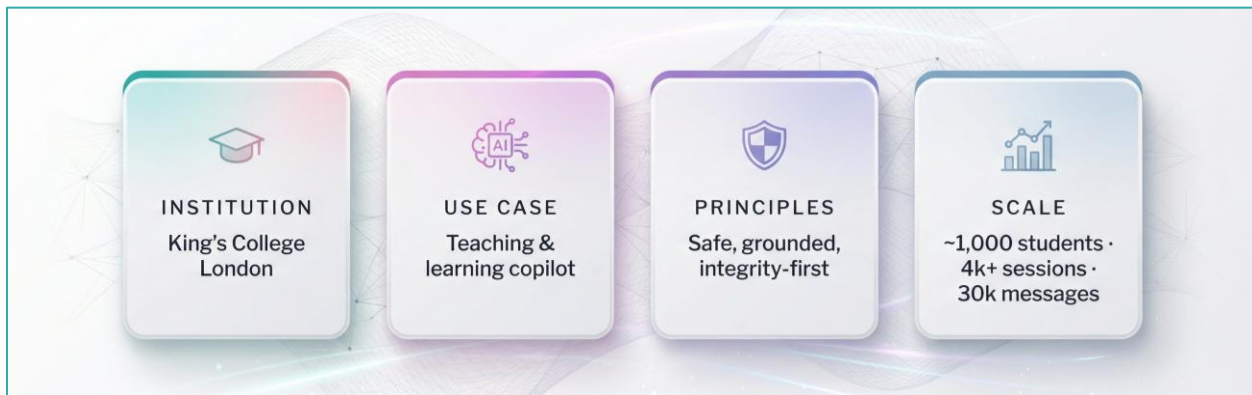 INSTITUTION
King's College
London
AI
USE CASE
Teaching &
learning copilot
PRINCIPLES
Safe, grounded,
integrity-first
SCALE
~1,000 students ·
4k+ sessions ·
30k messages